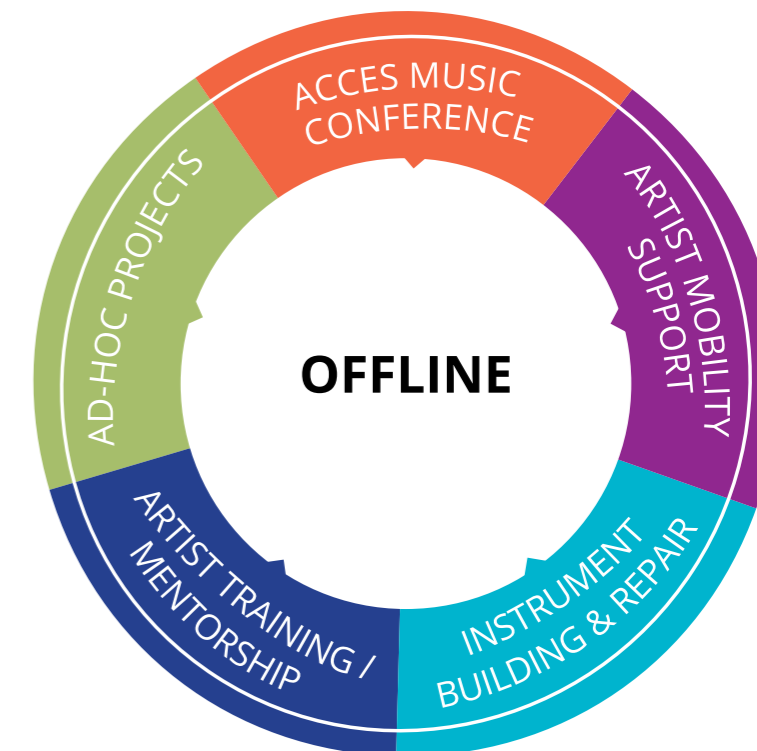 ACCES MUSIC
CONFERENCE
ARTIST MOBILITY
SUPPORT
INSTRUMENT
BUILDING & REPAIR
ARTIST TRAINING /
MENTORSHIP
AD-HOC PROJECTS
OFFLINE